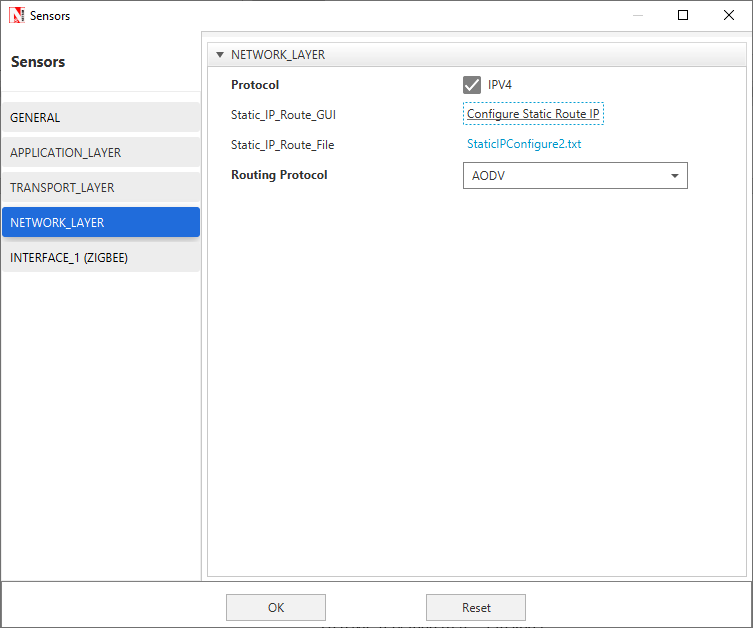 Sensors
Sensors
GENERAL
APPLICATION_LAYER
TRANSPORT_LAYER
NETWORK_LAYER
INTERFACE_1 (ZIGBEE)
NETWORK_LAYER
Protocol IPV4
Static_IP_Route_GUI Configure Static Route IP
Static_IP_Route_File StaticIPConfigure2.txt
Routing Protocol AODV
OK Reset